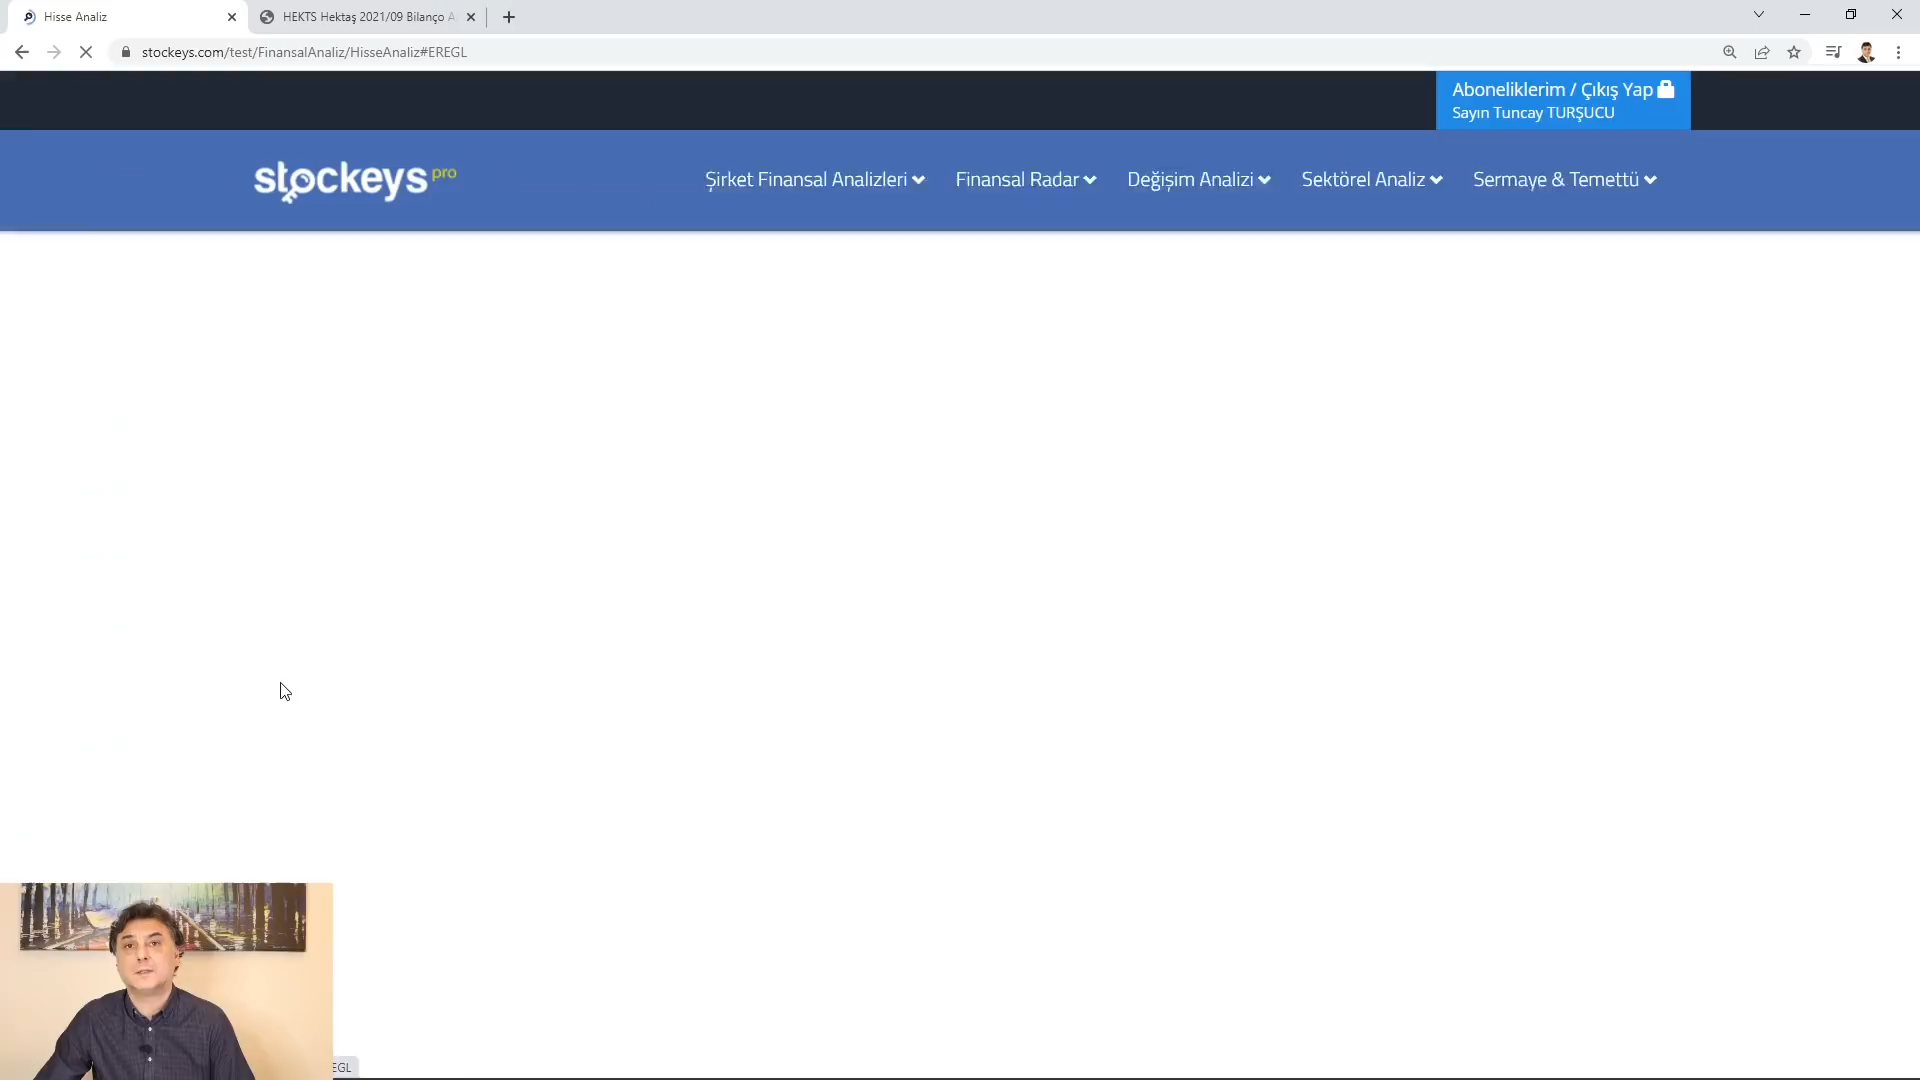 Hisse Analiz
HEKTS Hektaş 2021/09 Bilanço A
stockeys.com/test/FinansalAnaliz/HisseAnaliz#EREGL
Aboneliklerim / Çıkış Yap
Sayın Tuncay TURŞUCU
stockeys pro
Şirket Finansal Analizleri
Finansal Radar
Değişim Analizi
Sektörel Analiz
Sermaye & Temettü
EGL